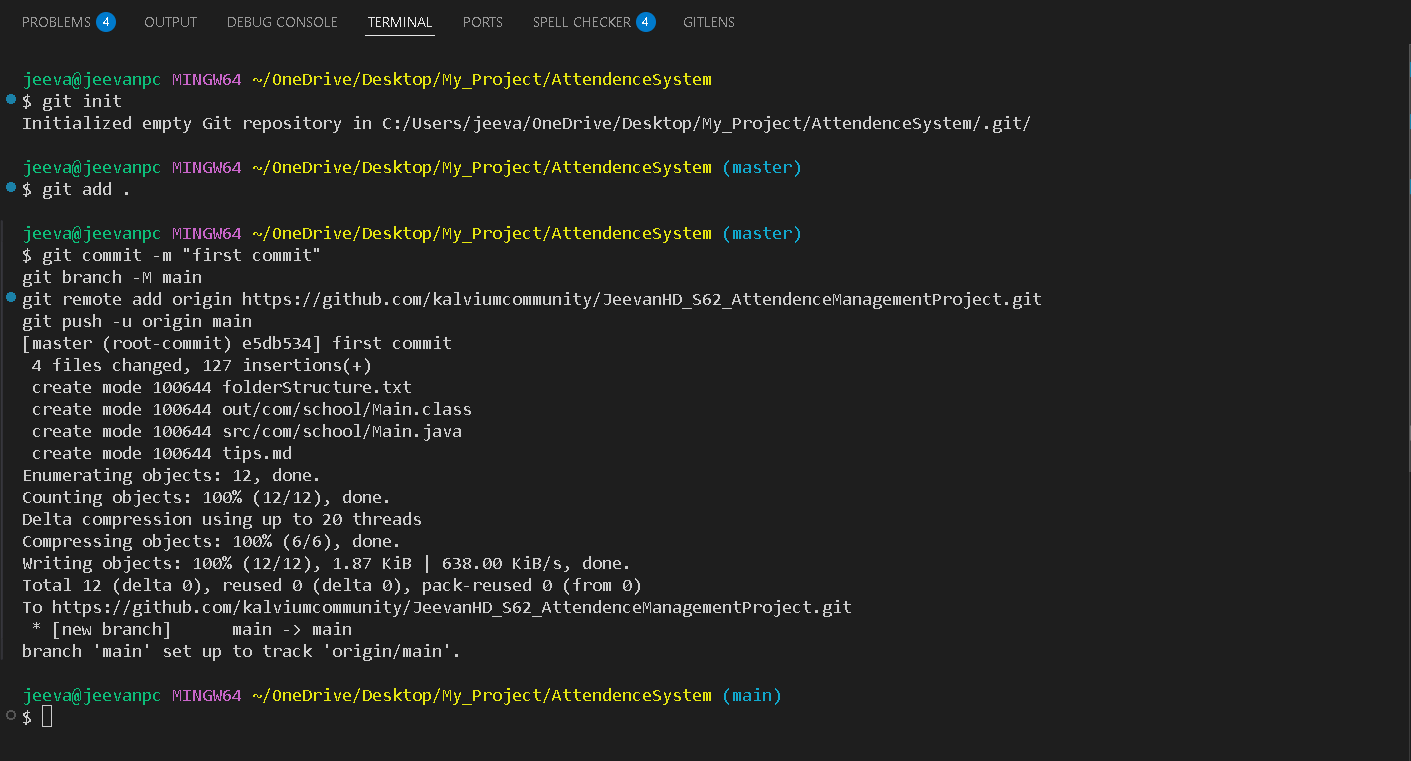 PROBLEMS 4 OUTPUT DEBUG CONSOLE TERMINAL PORTS SPELL CHECKER 4 GITLENS
jeeva@jeevanpc MINGW64 ~/OneDrive/Desktop/My_Project/AttendenceSystem
$ git init
Initialized empty Git repository in C:/Users/jeeva/OneDrive/Desktop/My_Project/AttendenceSystem/.git/
jeeva@jeevanpc MINGW64 ~/OneDrive/Desktop/My_Project/AttendenceSystem (master)
$ git add .
jeeva@jeevanpc MINGW64 ~/OneDrive/Desktop/My_Project/AttendenceSystem (master)
$ git commit -m "first commit"
git branch -M main
git remote add origin https://github.com/kalviumcommunity/JeevanHD_S62_AttendenceManagementProject.git
git push -u origin main
[master (root-commit) e5db534] first commit
 4 files changed, 127 insertions(+)
 create mode 100644 folderStructure.txt
 create mode 100644 out/com/school/Main.class
 create mode 100644 src/com/school/Main.java
 create mode 100644 tips.md
Enumerating objects: 12, done.
Counting objects: 100% (12/12), done.
Delta compression using up to 20 threads
Compressing objects: 100% (6/6), done.
Writing objects: 100% (12/12), 1.87 KiB | 638.00 KiB/s, done.
Total 12 (delta 0), reused 0 (delta 0), pack-reused 0 (from 0)
To https://github.com/kalviumcommunity/JeevanHD_S62_AttendenceManagementProject.git
 * [new branch]      main -> main
branch 'main' set up to track 'origin/main'.
jeeva@jeevanpc MINGW64 ~/OneDrive/Desktop/My_Project/AttendenceSystem (main)
$